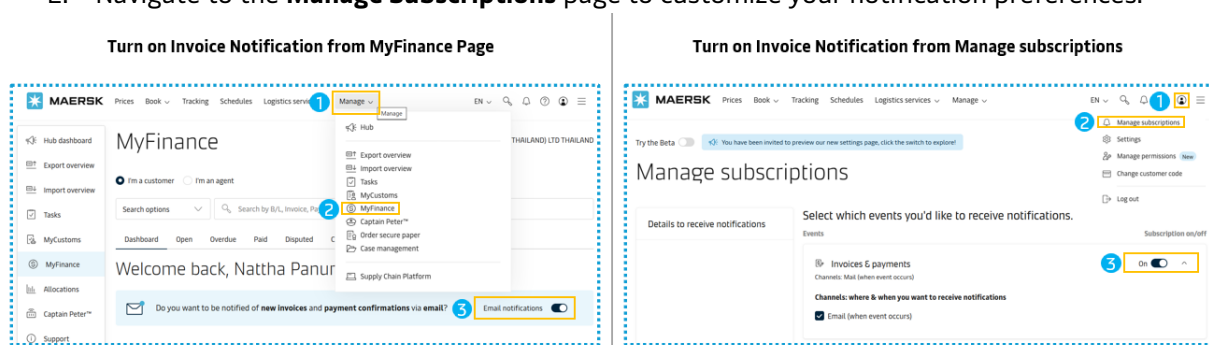 2. Navigate to the Manage Subscriptions page to customize your notification preferences.
Turn on Invoice Notification from MyFinance Page
MAERSK Prices Book Tracking Schedules Logistics servi 1 Manage EN
Manage
Hub dashboard
Export overview
Import overview
Tasks
MyCustoms
MyFinance
Allocations
Captain Peter™
Support
MyFinance
THAILAND) LTD THAILAND
I'm a customer I'm an agent
Search options Search by B/L, Invoice, Pa
Dashboard Open Overdue Paid Disputed C
Welcome back, Nattha Panur
Hub
Export overview
Import overview
Tasks
MyCustoms
2 MyFinance
Captain Peter™
Order secure paper
Case management
Supply Chain Platform
Do you want to be notified of new invoices and payment confirmations via email? 3 Email notifications
Turn on Invoice Notification from Manage subscriptions
MAERSK Prices Book Tracking Schedules Logistics services Manage EN 1
2 Manage subscriptions
Settings
Manage permissions New
Change customer code
Log out
Try the Beta You have been invited to preview our new settings page, click the switch to explore!
Manage subscriptions
Details to receive notifications
Select which events you'd like to receive notifications.
Events Subscription on/off
Invoices & payments 3 On
Channels: Mail (when event occurs)
Channels: where & when you want to receive notifications
Email (when event occurs)